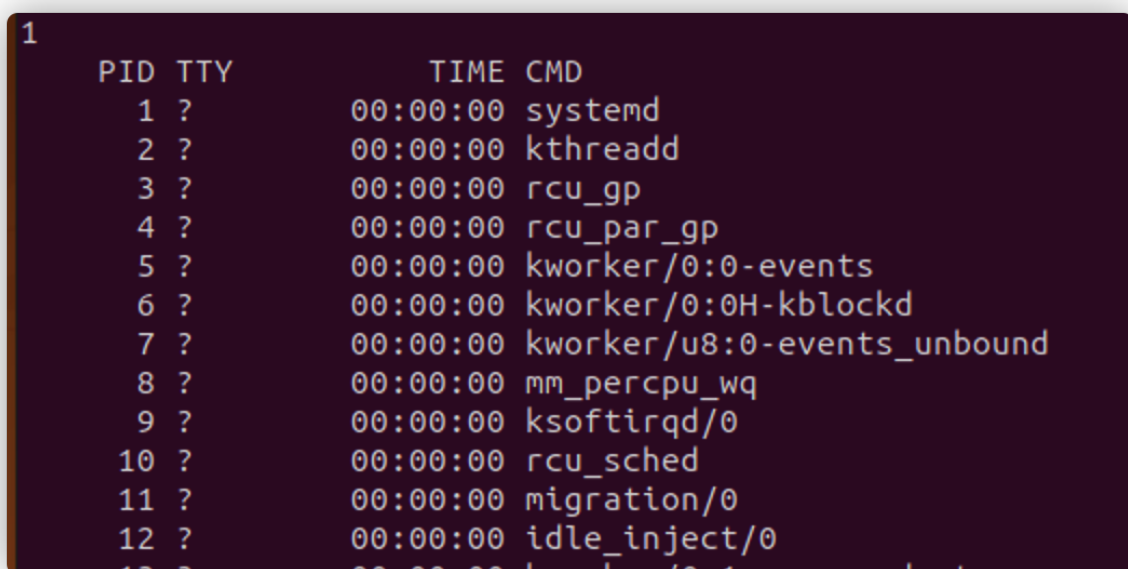 1
PID TTY TIME CMD
1 ? 00:00:00 systemd
2 ? 00:00:00 kthreadd
3 ? 00:00:00 rcu_gp
4 ? 00:00:00 rcu_par_gp
5 ? 00:00:00 kworker/0:0-events
6 ? 00:00:00 kworker/0:0H-kblockd
7 ? 00:00:00 kworker/u8:0-events_unbound
8 ? 00:00:00 mm_percpu_wq
9 ? 00:00:00 ksoftirqd/0
10 ? 00:00:00 rcu_sched
11 ? 00:00:00 migration/0
12 ? 00:00:00 idle_inject/0